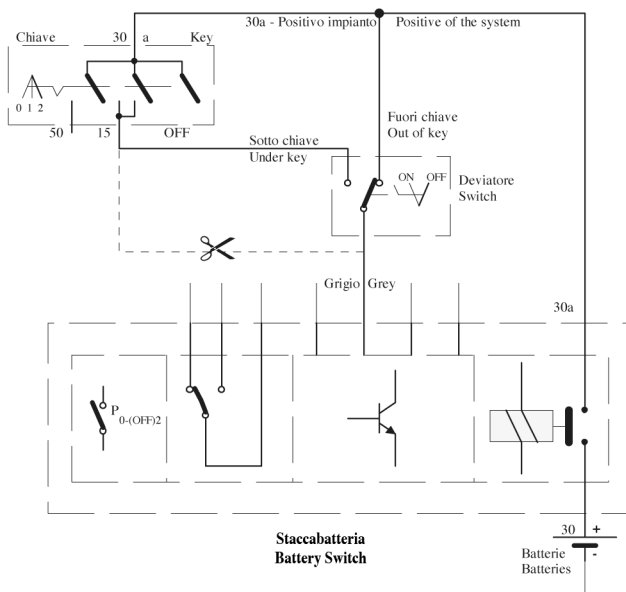 30a - Positivo impianto Positive of the system
Chiave 30 a Key
0 1 2
50 15 OFF
Fuori chiave
Out of key
Sotto chiave
Under key
ON OFF
Deviatore
Switch
Grigio Grey
30a
P0-(OFF)2
Staccabatteria
Battery Switch
30 +
Batterie -
Batteries